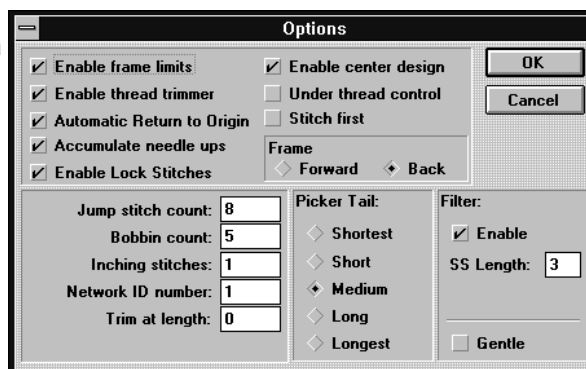 Options
Enable frame limits
Enable thread trimmer
Automatic Return to Origin
Accumulate needle ups
Enable Lock Stitches
Enable center design
Under thread control
Stitch first
Frame
Forward Back
OK
Cancel
Jump stitch count: 8
Bobbin count: 5
Inching stitches: 1
Network ID number: 1
Trim at length: 0
Picker Tail:
Shortest
Short
Medium
Long
Longest
Filter:
Enable
SS Length: 3
Gentle